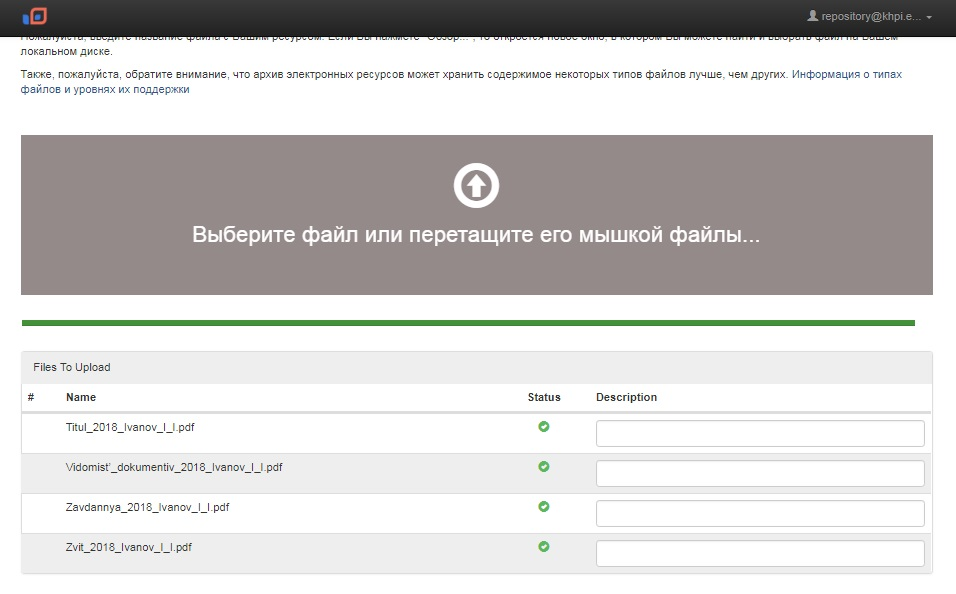 repository@khpi.e...
Пожалуйста, введите название файла с Вашим ресурсом. Если Вы нажмете "Обзор...", то откроется новое окно, в котором Вы можете найти и выбрать файл на Вашем
локальном диске.
Также, пожалуйста, обратите внимание, что архив электронных ресурсов может хранить содержимое некоторых типов файлов лучше, чем других. Информация о типах
файлов и уровнях их поддержки
Выберите файл или перетащите его мышкой файлы...
Files To Upload
# Name Status Description
Titul_2018_Ivanov_I_I.pdf
Vidomist'_dokumentiv_2018_Ivanov_I_I.pdf
Zavdannya_2018_Ivanov_I_I.pdf
Zvit_2018_Ivanov_I_I.pdf